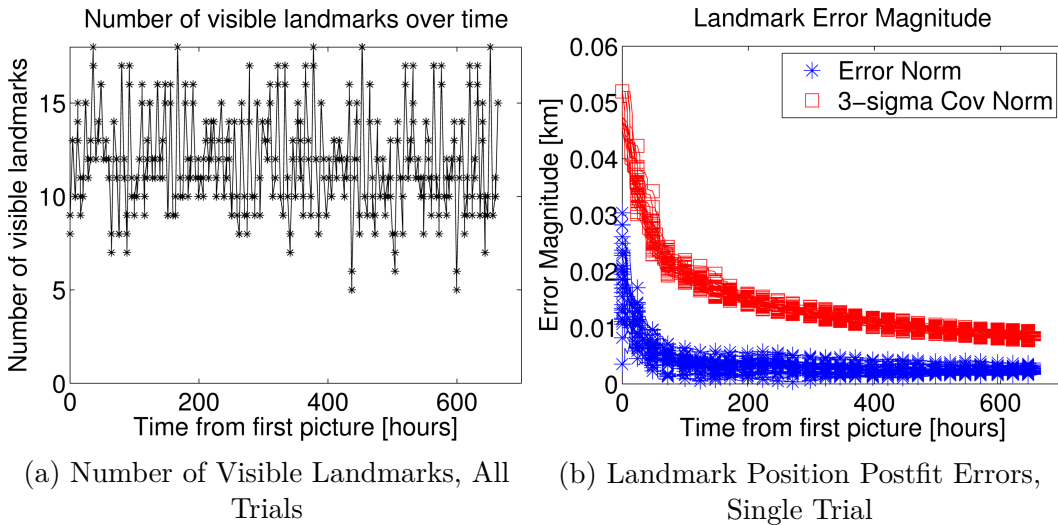 Number of visible landmarks over time
Number of visible landmarks
15
10
5
0
0
200
400
600
Time from first picture [hours]
(a) Number of Visible Landmarks, All
Trials
Landmark Error Magnitude
Error Magnitude [km]
0.06
0.05
0.04
0.03
0.02
0.01
0
Error Norm
3-sigma Cov Norm
0
200
400
600
Time from first picture [hours]
(b) Landmark Position Postfit Errors,
Single Trial